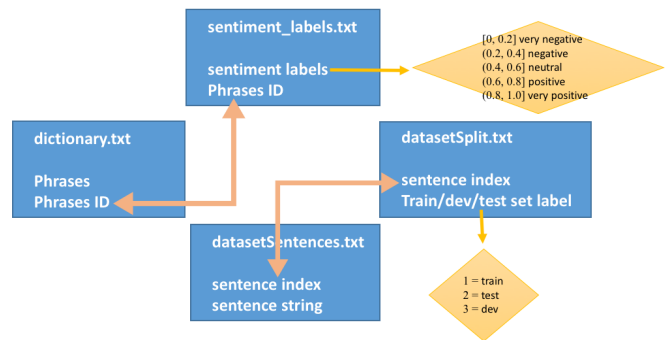 sentiment_labels.txt
sentiment labels
Phrases ID
[0, 0.2] very negative
(0.2, 0.4] negative
(0.4, 0.6] neutral
(0.6, 0.8] positive
(0.8, 1.0] very positive
dictionary.txt
Phrases
Phrases ID
datasetSplit.txt
sentence index
Train/dev/test set label
datasetSentences.txt
sentence index
sentence string
1 = train
2 = test
3 = dev